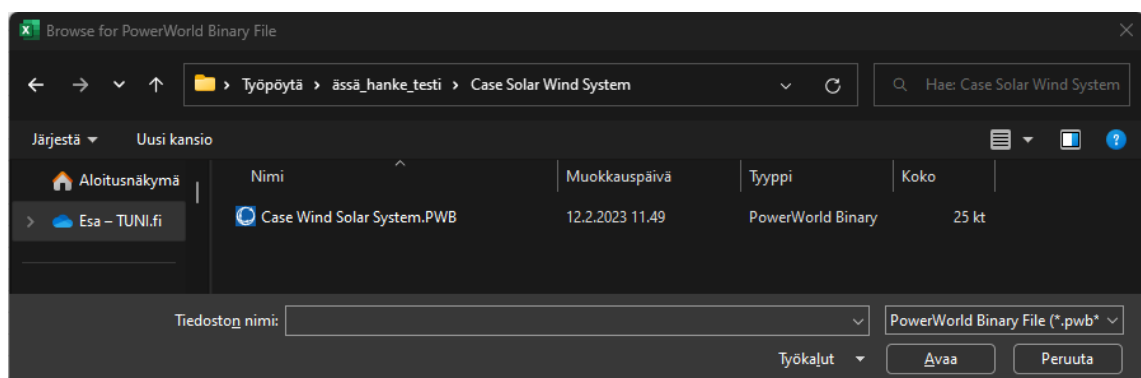 Browse for PowerWorld Binary File
Työpöytä > ässä_hanke_testi > Case Solar Wind System
Hae: Case Solar Wind System
Järjestä Uusi kansio
Aloitusnäkymä
Esa – TUNI.fi
Nimi Muokkauspäivä Tyyppi Koko
Case Wind Solar System.PWB 12.2.2023 11.49 PowerWorld Binary 25 kt
Tiedoston nimi: PowerWorld Binary File (*.pwb*
Työkalut Avaa Peruuta